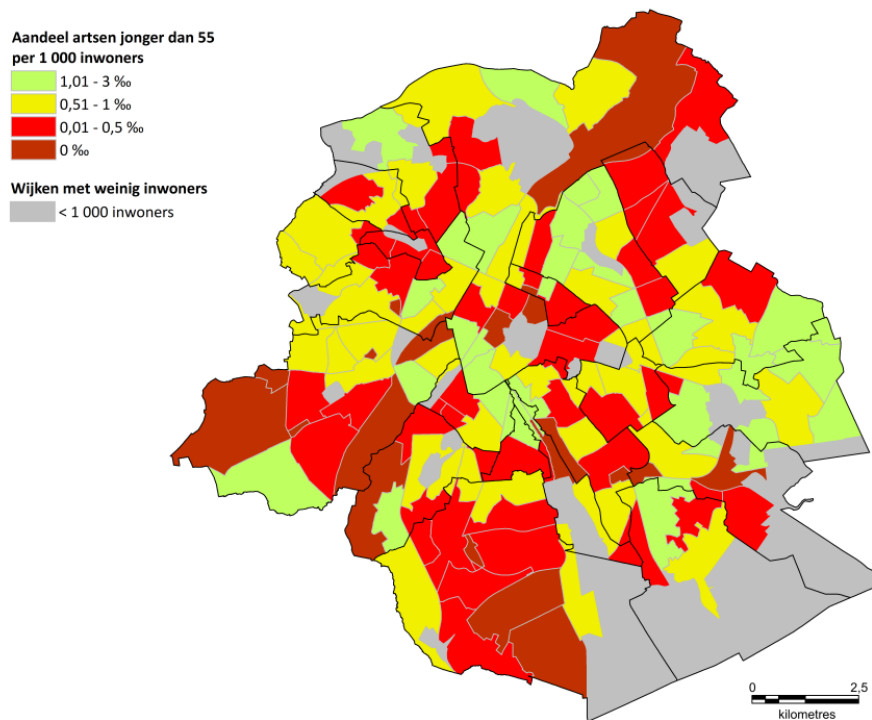 Aandeel artsen jonger dan 55
per 1 000 inwoners
1,01 - 3 ‰
0,51 - 1 ‰
0,01 - 0,5 ‰
0 ‰
Wijken met weinig inwoners
< 1 000 inwoners
0 2,5
kilometres